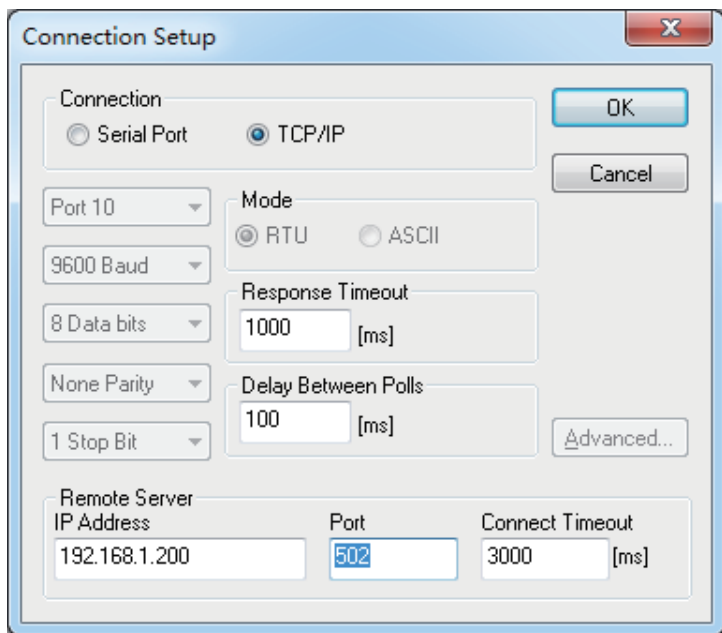 Connection Setup
Connection
Serial Port TCP/IP
OK
Cancel
Port 10
9600 Baud
8 Data bits
None Parity
1 Stop Bit
Mode
RTU ASCII
Response Timeout
1000 [ms]
Delay Between Polls
100 [ms]
Advanced...
Remote Server
IP Address Port Connect Timeout
192.168.1.200 502 3000 [ms]